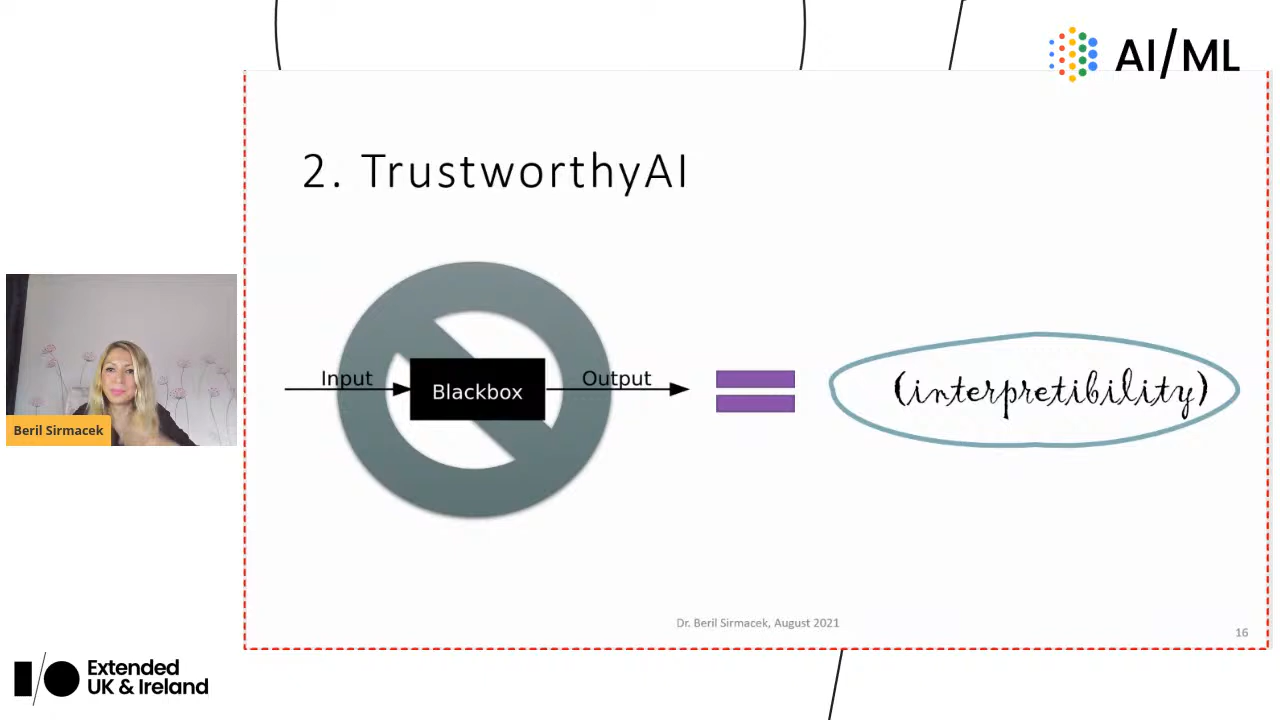 AI/ML
2. TrustworthyAI
Input
Blackbox
Output
(interpretibility)
Beril Sirmacek
Dr. Beril Sirmacek, August 2021
16
I/O Extended
UK & Ireland